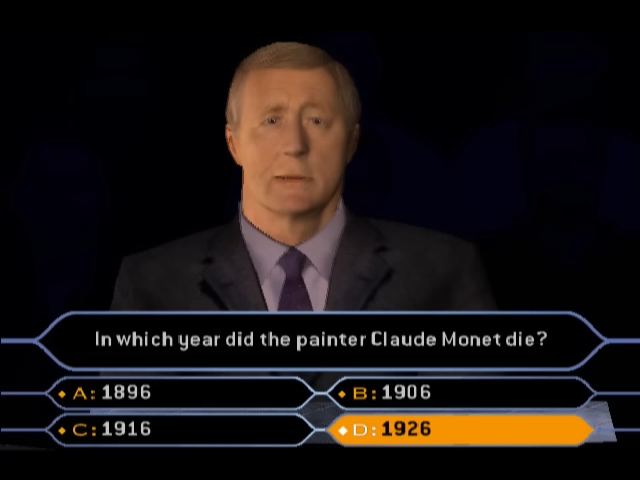 In which year did the painter Claude Monet die?
A: 1896
B: 1906
C: 1916
D: 1926